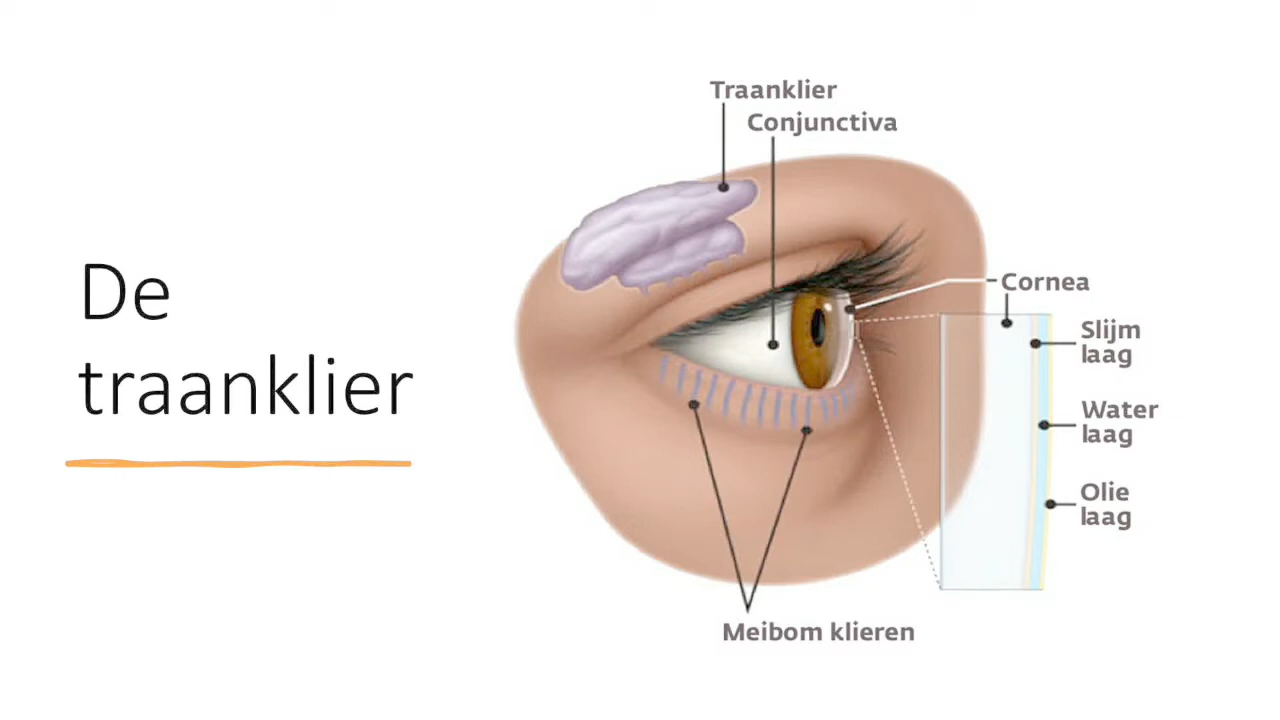 De
traanklier
Traanklier
Conjunctiva
Cornea
Slijm
laag
Water
laag
Olie
laag
Meibom klieren